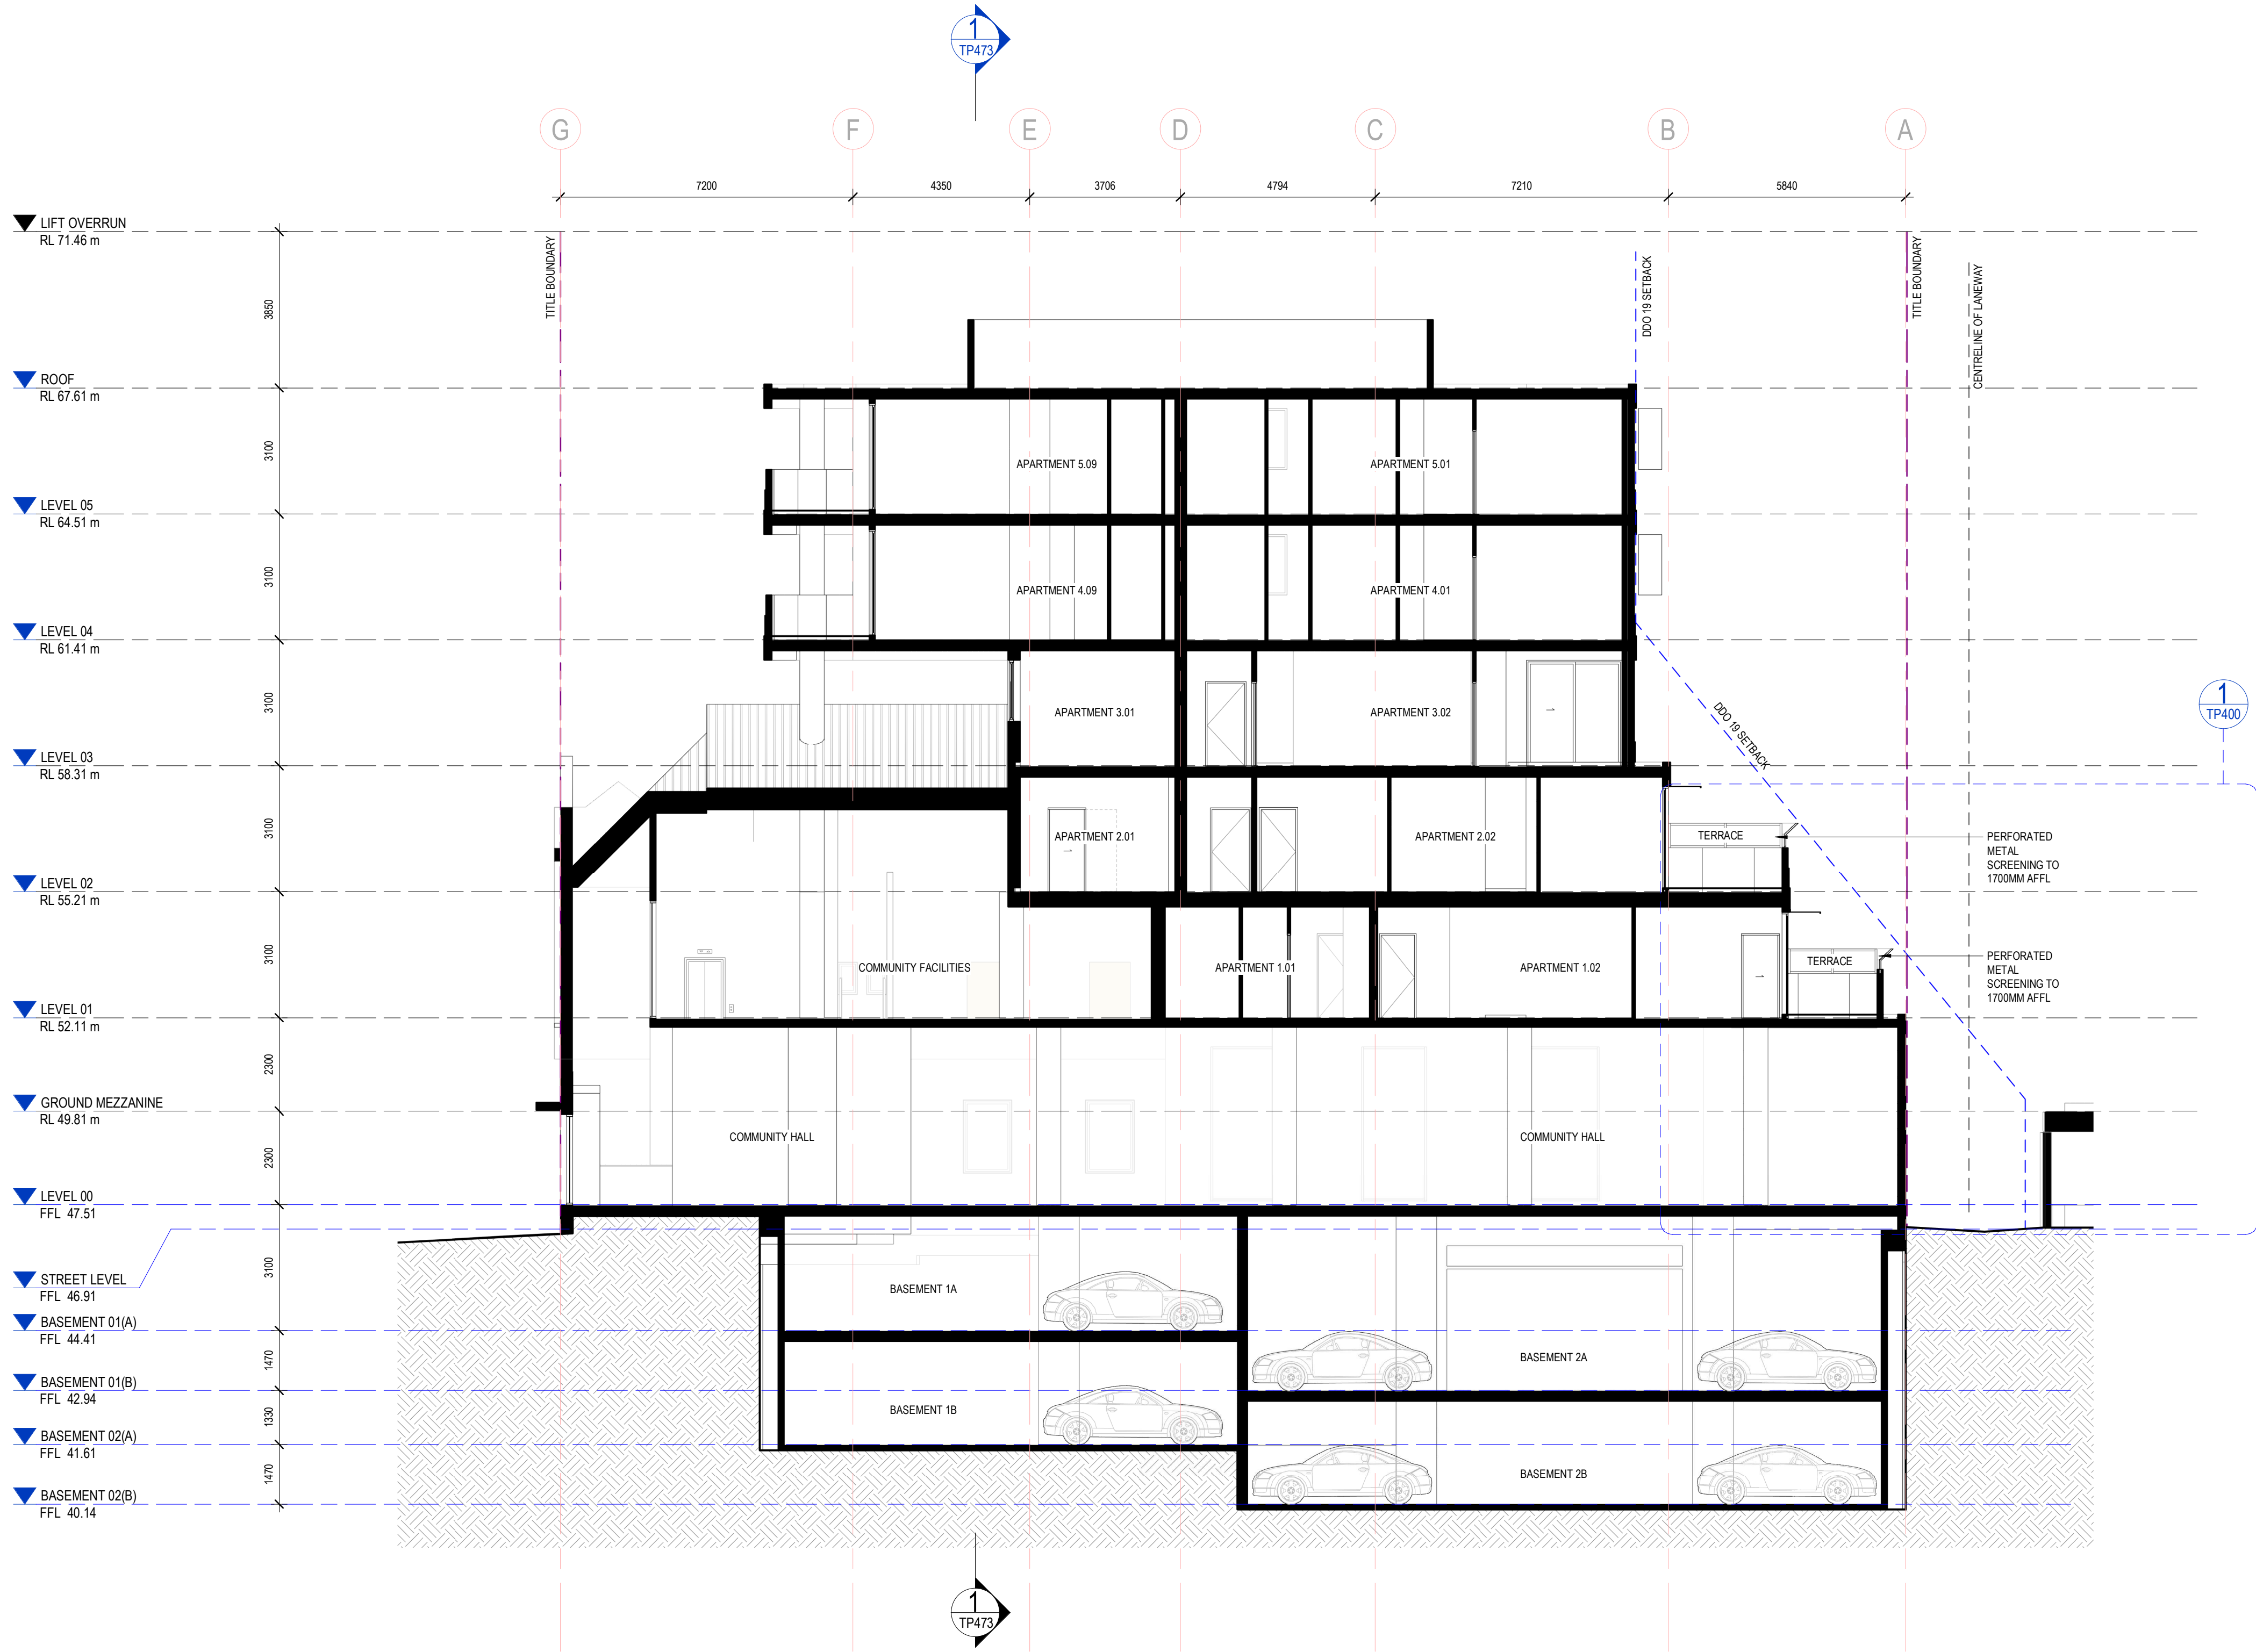 1
TP473
G
F
E
D
C
B
A
7200
4350
3706
4794
7210
5840
LIFT OVERRUN
RL 71.46 m
TITLE BOUNDARY
DDO 19 SETBACK
TITLE BOUNDARY
CENTRELINE OF LANEWAY
3850
ROOF
RL 67.61 m
3100
APARTMENT 5.09
APARTMENT 5.01
LEVEL 05
RL 64.51 m
3100
APARTMENT 4.09
APARTMENT 4.01
LEVEL 04
RL 61.41 m
3100
APARTMENT 3.01
APARTMENT 3.02
DDO 19 SETBACK
1
TP400
LEVEL 03
RL 58.31 m
3100
APARTMENT 2.01
APARTMENT 2.02
TERRACE
PERFORATED
METAL
SCREENING TO
1700MM AFFL
LEVEL 02
RL 55.21 m
3100
COMMUNITY FACILITIES
APARTMENT 1.01
APARTMENT 1.02
TERRACE
PERFORATED
METAL
SCREENING TO
1700MM AFFL
LEVEL 01
RL 52.11 m
2300
GROUND MEZZANINE
RL 49.81 m
2300
COMMUNITY HALL
COMMUNITY HALL
LEVEL 00
FFL 47.51
3100
STREET LEVEL
FFL 46.91
BASEMENT 1A
BASEMENT 01(A)
FFL 44.41
1470
BASEMENT 2A
BASEMENT 01(B)
FFL 42.94
1330
BASEMENT 1B
BASEMENT 02(A)
FFL 41.61
1470
BASEMENT 2B
BASEMENT 02(B)
FFL 40.14
1
TP473